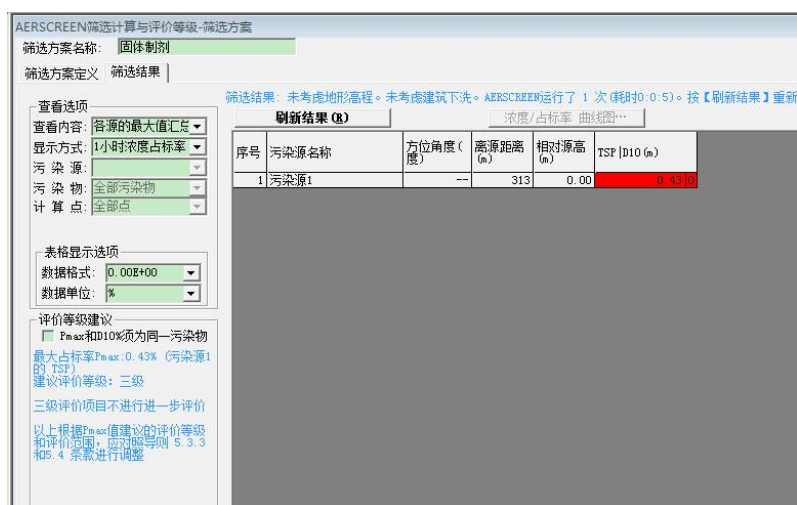 AERSCREEN筛选计算与评价等级-筛选方案
筛选方案名称: 固体制剂
筛选方案定义 筛选结果
筛选结果: 未考虑地形高程。未考虑建筑下洗。AERSCREEN运行了 1 次(耗时0:0:5)。按【刷新结果】重新
刷新结果(R) 浓度/占标率 曲线图…
查看选项
查看内容: 各源的最大值汇总
显示方式: 1小时浓度占标率
污 染 源:
污 染 物: 全部污染物
计 算 点: 全部点
序号 污染源名称 方位角度(度) 离源距离(m) 相对源高(m) TSP|D10(m)
1 污染源1 -- 313 0.00 0.43|0
表格显示选项
数据格式: 0.00E+00
数据单位: %
评价等级建议
Pmax和D10%须为同一污染物
最大占标率Pmax:0.43% (污染源1
的 TSP)
建议评价等级: 三级
三级评价项目不进行进一步评价
以上根据Pmax值建议的评价等级
和评价范围，应对照导则 5.3.3
和5.4 条款进行调整